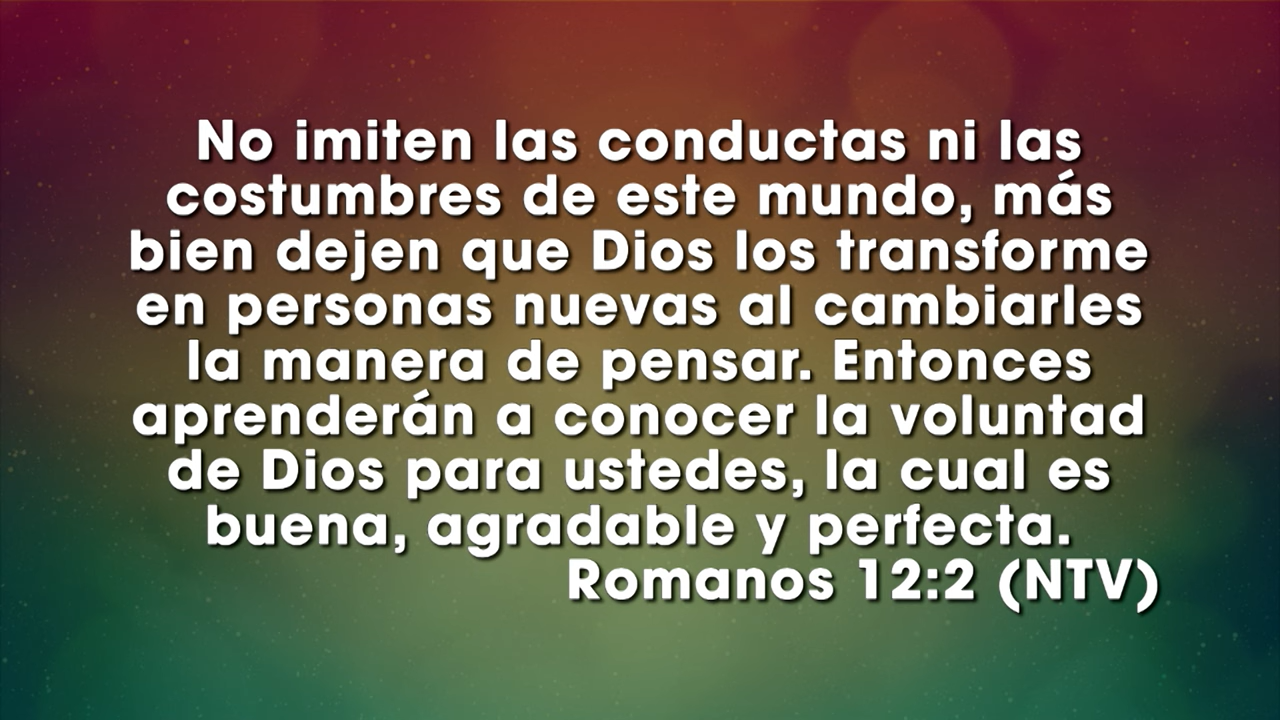 No imiten las conductas ni las
costumbres de este mundo, más
bien dejen que Dios los transforme
en personas nuevas al cambiarles
la manera de pensar. Entonces
aprenderán a conocer la voluntad
de Dios para ustedes, la cual es
buena, agradable y perfecta.
Romanos 12:2 (NTV)